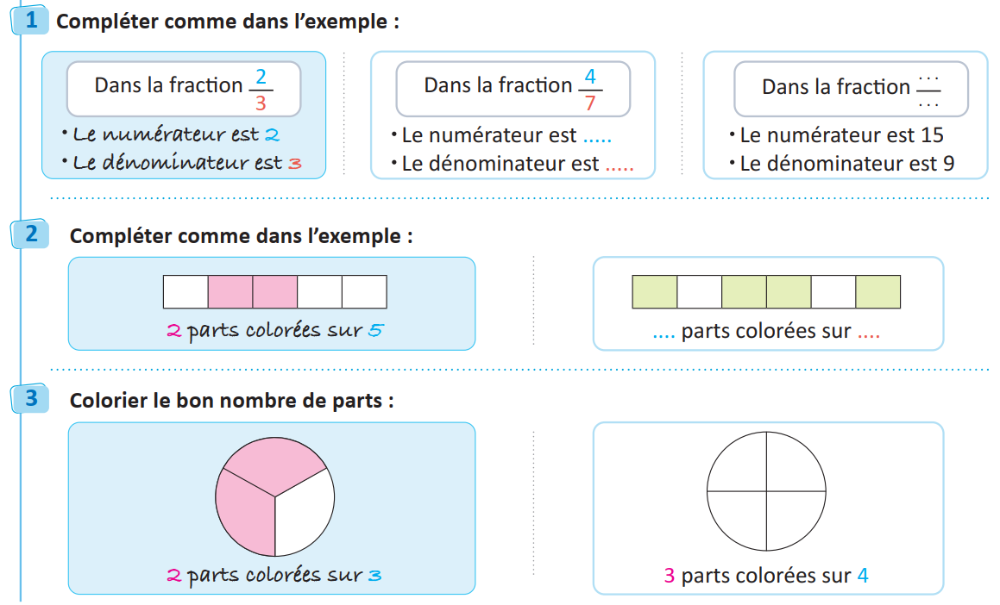 1 Compléter comme dans l'exemple :
Dans la fraction 2/3
• Le numérateur est 2
• Le dénominateur est 3
Dans la fraction 4/7
• Le numérateur est .....
• Le dénominateur est .....
Dans la fraction .../...
• Le numérateur est 15
• Le dénominateur est 9
2 Compléter comme dans l'exemple :
2 parts colorées sur 5
.... parts colorées sur ....
3 Colorier le bon nombre de parts :
2 parts colorées sur 3
3 parts colorées sur 4